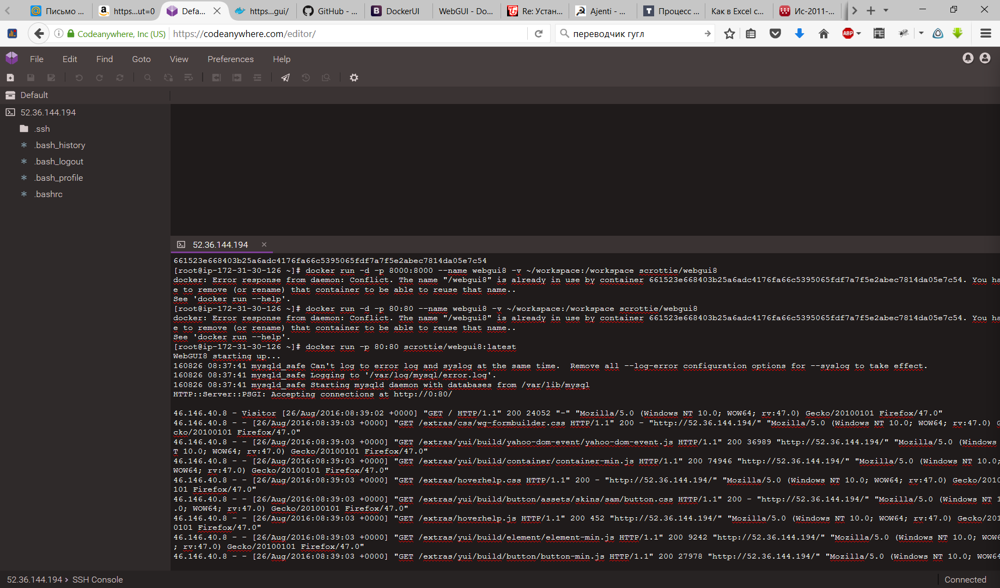 Письмо ...
https...ut=0
Defa...
https...gui/
GitHub - ...
DockerUI
WebGUI - Do...
Re: Устан...
Ajenti - ...
Процесс ...
Как в Excel с...
Ис-2011-...
Codeanywhere, Inc (US)
https://codeanywhere.com/editor/
переводчик гугл
ABP
File
Edit
Find
Goto
View
Preferences
Help
Default
52.36.144.194
.ssh
.bash_history
.bash_logout
.bash_profile
.bashrc
52.36.144.194
661523e668403b25a6adc4176fa66c5395065fdf7a7f5e2abec7814da05e7c54
[root@ip-172-31-30-126 ~]# docker run -d -p 8000:8000 --name webgui8 -v ~/workspace:/workspace scrottie/webgui8
docker: Error response from daemon: Conflict. The name "/webgui8" is already in use by container 661523e668403b25a6adc4176fa66c5395065fdf7a7f5e2abec7814da05e7c54. You ha
e to remove (or rename) that container to be able to reuse that name..
See 'docker run --help'.
[root@ip-172-31-30-126 ~]# docker run -d -p 80:80 --name webgui8 -v ~/workspace:/workspace scrottie/webgui8
docker: Error response from daemon: Conflict. The name "/webgui8" is already in use by container 661523e668403b25a6adc4176fa66c5395065fdf7a7f5e2abec7814da05e7c54. You ha
e to remove (or rename) that container to be able to reuse that name..
See 'docker run --help'.
[root@ip-172-31-30-126 ~]# docker run -p 80:80 scrottie/webgui8:latest
WebGUI8 starting up...
160826 08:37:41 mysqld_safe Can't log to error log and syslog at the same time.  Remove all --log-error configuration options for --syslog to take effect.
160826 08:37:41 mysqld_safe Logging to '/var/log/mysql/error.log'.
160826 08:37:41 mysqld_safe Starting mysqld daemon with databases from /var/lib/mysql
HTTP::Server::PSGI: Accepting connections at http://0:80/
46.146.40.8 - Visitor [26/Aug/2016:08:39:02 +0000] "GET / HTTP/1.1" 200 24052 "-" "Mozilla/5.0 (Windows NT 10.0; WOW64; rv:47.0) Gecko/20100101 Firefox/47.0"
46.146.40.8 - - [26/Aug/2016:08:39:03 +0000] "GET /extras/css/wg-formbuilder.css HTTP/1.1" 200 - "http://52.36.144.194/" "Mozilla/5.0 (Windows NT 10.0; WOW64; rv:47.0) G
cko/20100101 Firefox/47.0"
46.146.40.8 - - [26/Aug/2016:08:39:03 +0000] "GET /extras/yui/build/yahoo-dom-event/yahoo-dom-event.js HTTP/1.1" 200 36989 "http://52.36.144.194/" "Mozilla/5.0 (Windows
T 10.0; WOW64; rv:47.0) Gecko/20100101 Firefox/47.0"
46.146.40.8 - - [26/Aug/2016:08:39:03 +0000] "GET /extras/yui/build/container/container-min.js HTTP/1.1" 200 74946 "http://52.36.144.194/" "Mozilla/5.0 (Windows NT 10.0;
WOW64; rv:47.0) Gecko/20100101 Firefox/47.0"
46.146.40.8 - - [26/Aug/2016:08:39:03 +0000] "GET /extras/hoverhelp.css HTTP/1.1" 200 - "http://52.36.144.194/" "Mozilla/5.0 (Windows NT 10.0; WOW64; rv:47.0) Gecko/2010
101 Firefox/47.0"
46.146.40.8 - - [26/Aug/2016:08:39:03 +0000] "GET /extras/yui/build/button/assets/skins/sam/button.css HTTP/1.1" 200 - "http://52.36.144.194/" "Mozilla/5.0 (Windows NT 1
.0; WOW64; rv:47.0) Gecko/20100101 Firefox/47.0"
46.146.40.8 - - [26/Aug/2016:08:39:03 +0000] "GET /extras/hoverhelp.js HTTP/1.1" 200 452 "http://52.36.144.194/" "Mozilla/5.0 (Windows NT 10.0; WOW64; rv:47.0) Gecko/201
0101 Firefox/47.0"
46.146.40.8 - - [26/Aug/2016:08:39:03 +0000] "GET /extras/yui/build/element/element-min.js HTTP/1.1" 200 9242 "http://52.36.144.194/" "Mozilla/5.0 (Windows NT 10.0; WOW6
; rv:47.0) Gecko/20100101 Firefox/47.0"
46.146.40.8 - - [26/Aug/2016:08:39:03 +0000] "GET /extras/yui/build/button/button-min.js HTTP/1.1" 200 27978 "http://52.36.144.194/" "Mozilla/5.0 (Windows NT 10.0; WOW64
52.36.144.194 › SSH Console
Connected